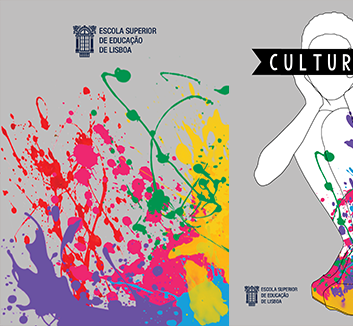 ESCOLA SUPERIOR
DE EDUCAÇÃO
DE LISBOA
CULTUR
ESCOLA SUPERIOR
DE EDUCAÇÃO
DE LISBOA